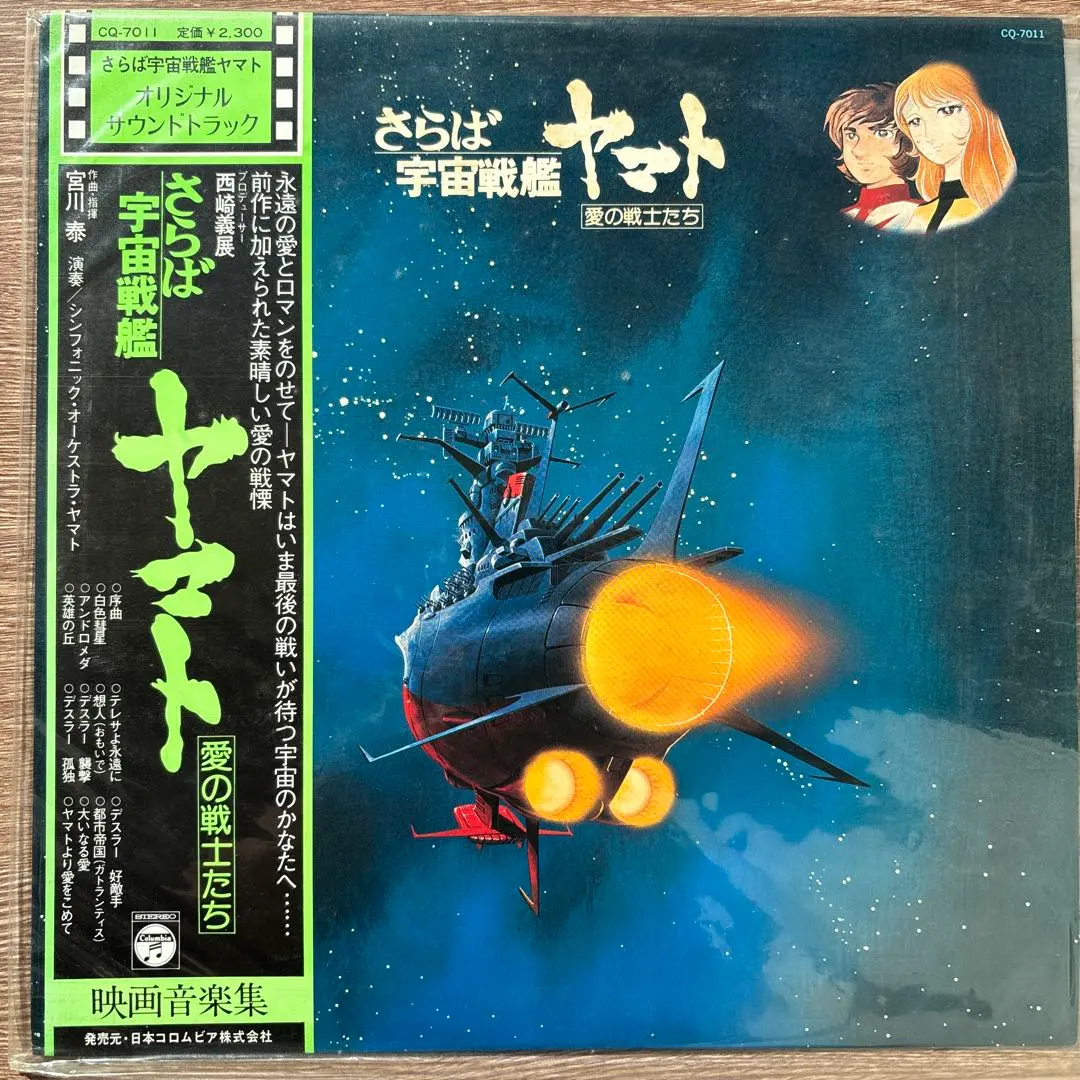 CQ-7011 定価￥2,300
さらば宇宙戦艦ヤマト
オリジナル
サウンドトラック
永遠の愛とロマンをのせて―ヤマトはいま最後の戦いが待つ宇宙のかなたへ……
前作に加えられた素晴しい愛の戦慄
プロデューサー
西崎義展
さらば
宇宙戦艦
ヤマト
愛の戦士たち
作曲・指揮
宮川 泰 演奏/シンフォニック・オーケストラ・ヤマト
○序曲
○白色彗星
○アンドロメダ
○英雄の丘
○テレサよ永遠に
○想人(おもいで)
○デスラー 襲撃
○デスラー 孤独
○デスラー 好敵手
○都市帝国(ガトランティス)
○大いなる愛
○ヤマトより愛をこめて
STEREO
Columbia
映画音楽集
発売元・日本コロムビア株式会社
CQ-7011
さらば
宇宙戦艦
ヤマト
愛の戦士たち